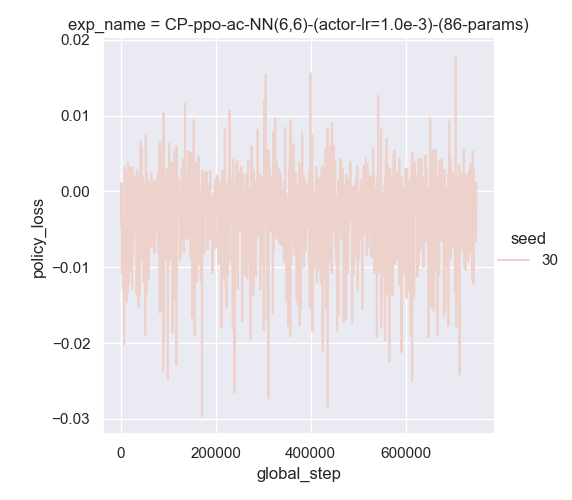 exp_name = CP-ppo-ac-NN(6,6)-(actor-lr=1.0e-3)-(86-params)
0.02
0.01
0.00
−0.01
−0.02
−0.03
policy_loss
0
200000
400000
600000
global_step
seed
30